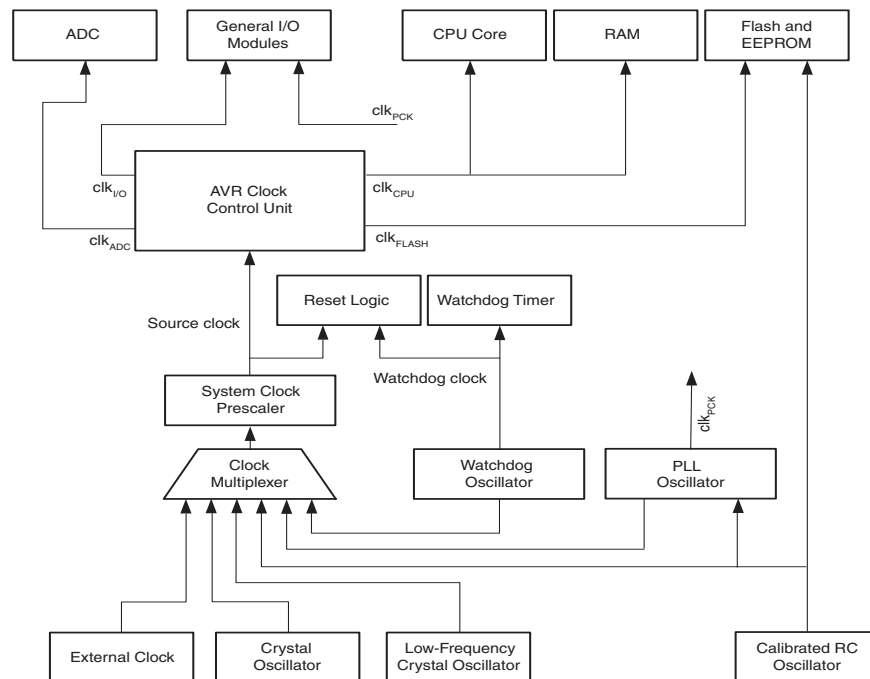 ADC
General I/O
Modules
CPU Core
RAM
Flash and
EEPROM
clkPCK
clkI/O
AVR Clock
Control Unit
clkCPU
clkADC
clkFLASH
Source clock
Reset Logic
Watchdog Timer
Watchdog clock
System Clock
Prescaler
clkPCK
Clock
Multiplexer
Watchdog
Oscillator
PLL
Oscillator
External Clock
Crystal
Oscillator
Low-Frequency
Crystal Oscillator
Calibrated RC
Oscillator